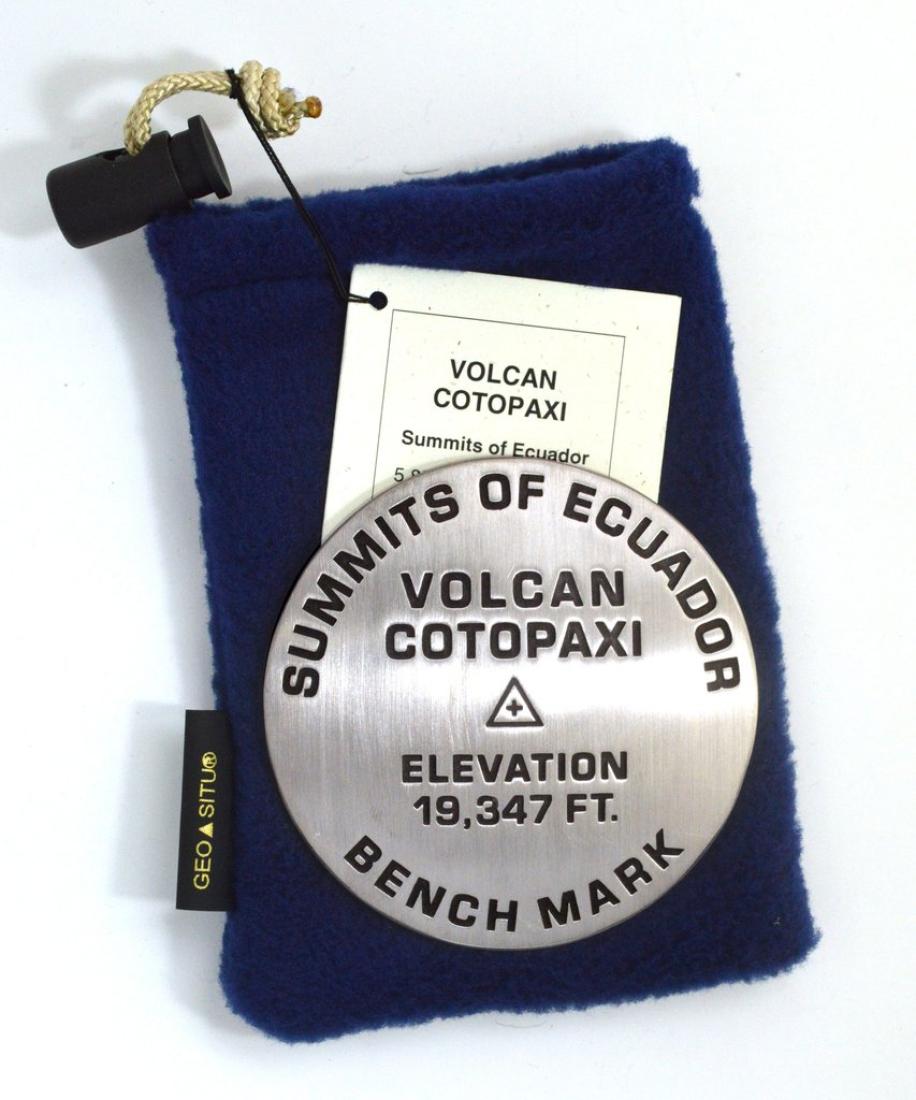 VOLCAN
COTOPAXI
Summits of Ecuador
SUMMITS OF ECUADOR
VOLCAN
COTOPAXI
ELEVATION
19,347 FT.
BENCH MARK
GEO▲SITU®